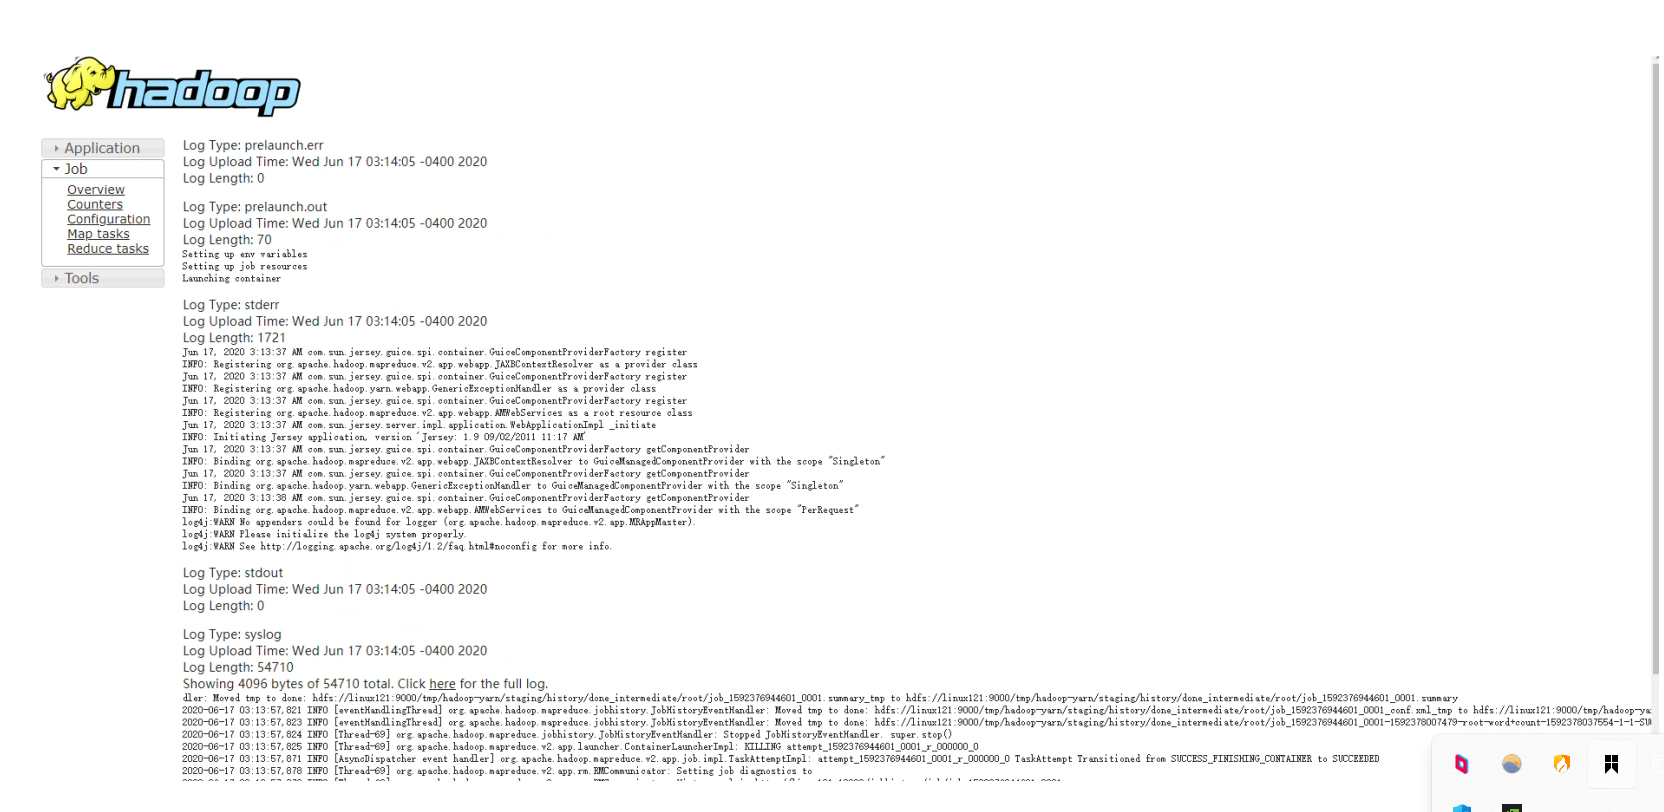 hadoop
Application
Job
Overview
Counters
Configuration
Map tasks
Reduce tasks
Tools
Log Type: prelaunch.err
Log Upload Time: Wed Jun 17 03:14:05 -0400 2020
Log Length: 0
Log Type: prelaunch.out
Log Upload Time: Wed Jun 17 03:14:05 -0400 2020
Log Length: 70
Setting up env variables
Setting up job resources
Launching container
Log Type: stderr
Log Upload Time: Wed Jun 17 03:14:05 -0400 2020
Log Length: 1721
Jun 17, 2020 3:13:37 AM com.sun.jersey.guice.spi.container.GuiceComponentProviderFactory register
INFO: Registering org.apache.hadoop.mapreduce.v2.app.webapp.JAXBContextResolver as a provider class
Jun 17, 2020 3:13:37 AM com.sun.jersey.guice.spi.container.GuiceComponentProviderFactory register
INFO: Registering org.apache.hadoop.yarn.webapp.GenericExceptionHandler as a provider class
Jun 17, 2020 3:13:37 AM com.sun.jersey.guice.spi.container.GuiceComponentProviderFactory register
INFO: Registering org.apache.hadoop.mapreduce.v2.app.webapp.AMWebServices as a root resource class
Jun 17, 2020 3:13:37 AM com.sun.jersey.server.impl.application.WebApplicationImpl _initiate
INFO: Initiating Jersey application, version 'Jersey: 1.9 09/02/2011 11:17 AM'
Jun 17, 2020 3:13:37 AM com.sun.jersey.guice.spi.container.GuiceComponentProviderFactory getComponentProvider
INFO: Binding org.apache.hadoop.mapreduce.v2.app.webapp.JAXBContextResolver to GuiceManagedComponentProvider with the scope "Singleton"
Jun 17, 2020 3:13:37 AM com.sun.jersey.guice.spi.container.GuiceComponentProviderFactory getComponentProvider
INFO: Binding org.apache.hadoop.yarn.webapp.GenericExceptionHandler to GuiceManagedComponentProvider with the scope "Singleton"
Jun 17, 2020 3:13:38 AM com.sun.jersey.guice.spi.container.GuiceComponentProviderFactory getComponentProvider
INFO: Binding org.apache.hadoop.mapreduce.v2.app.webapp.AMWebServices to GuiceManagedComponentProvider with the scope "PerRequest"
log4j:WARN No appenders could be found for logger (org.apache.hadoop.mapreduce.v2.app.MRAppMaster).
log4j:WARN Please initialize the log4j system properly.
log4j:WARN See http://logging.apache.org/log4j/1.2/faq.html#noconfig for more info.
Log Type: stdout
Log Upload Time: Wed Jun 17 03:14:05 -0400 2020
Log Length: 0
Log Type: syslog
Log Upload Time: Wed Jun 17 03:14:05 -0400 2020
Log Length: 54710
Showing 4096 bytes of 54710 total. Click here for the full log.
dler: Moved tmp to done: hdfs://linux121:9000/tmp/hadoop-yarn/staging/history/done_intermediate/root/job_1592376944601_0001.summary_tmp to hdfs://linux121:9000/tmp/hadoop-yarn/staging/history/done_intermediate/root/job_1592376944601_0001.summary
2020-06-17 03:13:57,821 INFO [eventHandlingThread] org.apache.hadoop.mapreduce.jobhistory.JobHistoryEventHandler: Moved tmp to done: hdfs://linux121:9000/tmp/hadoop-yarn/staging/history/done_intermediate/root/job_1592376944601_0001_conf.xml_tmp to hdfs://linux121:9000/tmp/hadoop-ya
2020-06-17 03:13:57,823 INFO [eventHandlingThread] org.apache.hadoop.mapreduce.jobhistory.JobHistoryEventHandler: Moved tmp to done: hdfs://linux121:9000/tmp/hadoop-yarn/staging/history/done_intermediate/root/job_1592376944601_0001-1592378007479-root-word+count-1592378037554-1-1-SU
2020-06-17 03:13:57,824 INFO [Thread-69] org.apache.hadoop.mapreduce.jobhistory.JobHistoryEventHandler: Stopped JobHistoryEventHandler. super.stop()
2020-06-17 03:13:57,825 INFO [Thread-69] org.apache.hadoop.mapreduce.v2.app.launcher.ContainerLauncherImpl: KILLING attempt_1592376944601_0001_r_000000_0
2020-06-17 03:13:57,871 INFO [AsyncDispatcher event handler] org.apache.hadoop.mapreduce.v2.app.job.impl.TaskAttemptImpl: attempt_1592376944601_0001_r_000000_0 TaskAttempt Transitioned from SUCCESS_FINISHING_CONTAINER to SUCCEEDED
2020-06-17 03:13:57,878 INFO [Thread-69] org.apache.hadoop.mapreduce.v2.app.rm.RMCommunicator: Setting job diagnostics to